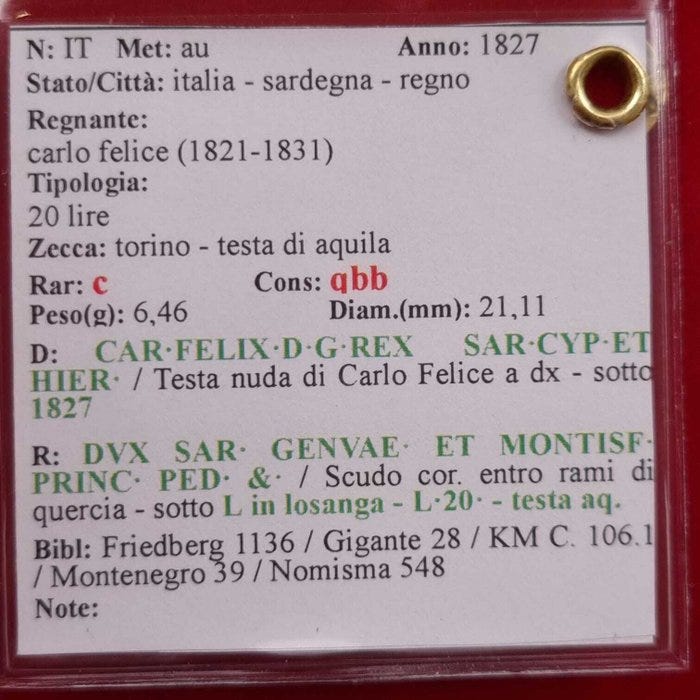 N: IT Met: au Anno: 1827
Stato/Città: italia - sardegna - regno
Regnante:
carlo felice (1821-1831)
Tipologia:
20 lire
Zecca: torino - testa di aquila
Rar: c Cons: qbb
Peso(g): 6,46 Diam.(mm): 21,11
D: CAR·FELIX·D·G·REX SAR·CYP·ET
HIER· / Testa nuda di Carlo Felice a dx - sotto
1827
R: DVX SAR· GENVAE· ET MONTISF·
PRINC· PED· &· / Scudo cor. entro rami di
quercia - sotto L in losanga - L·20· - testa aq.
Bibl: Friedberg 1136 / Gigante 28 / KM C. 106.1
/ Montenegro 39 / Nomisma 548
Note: